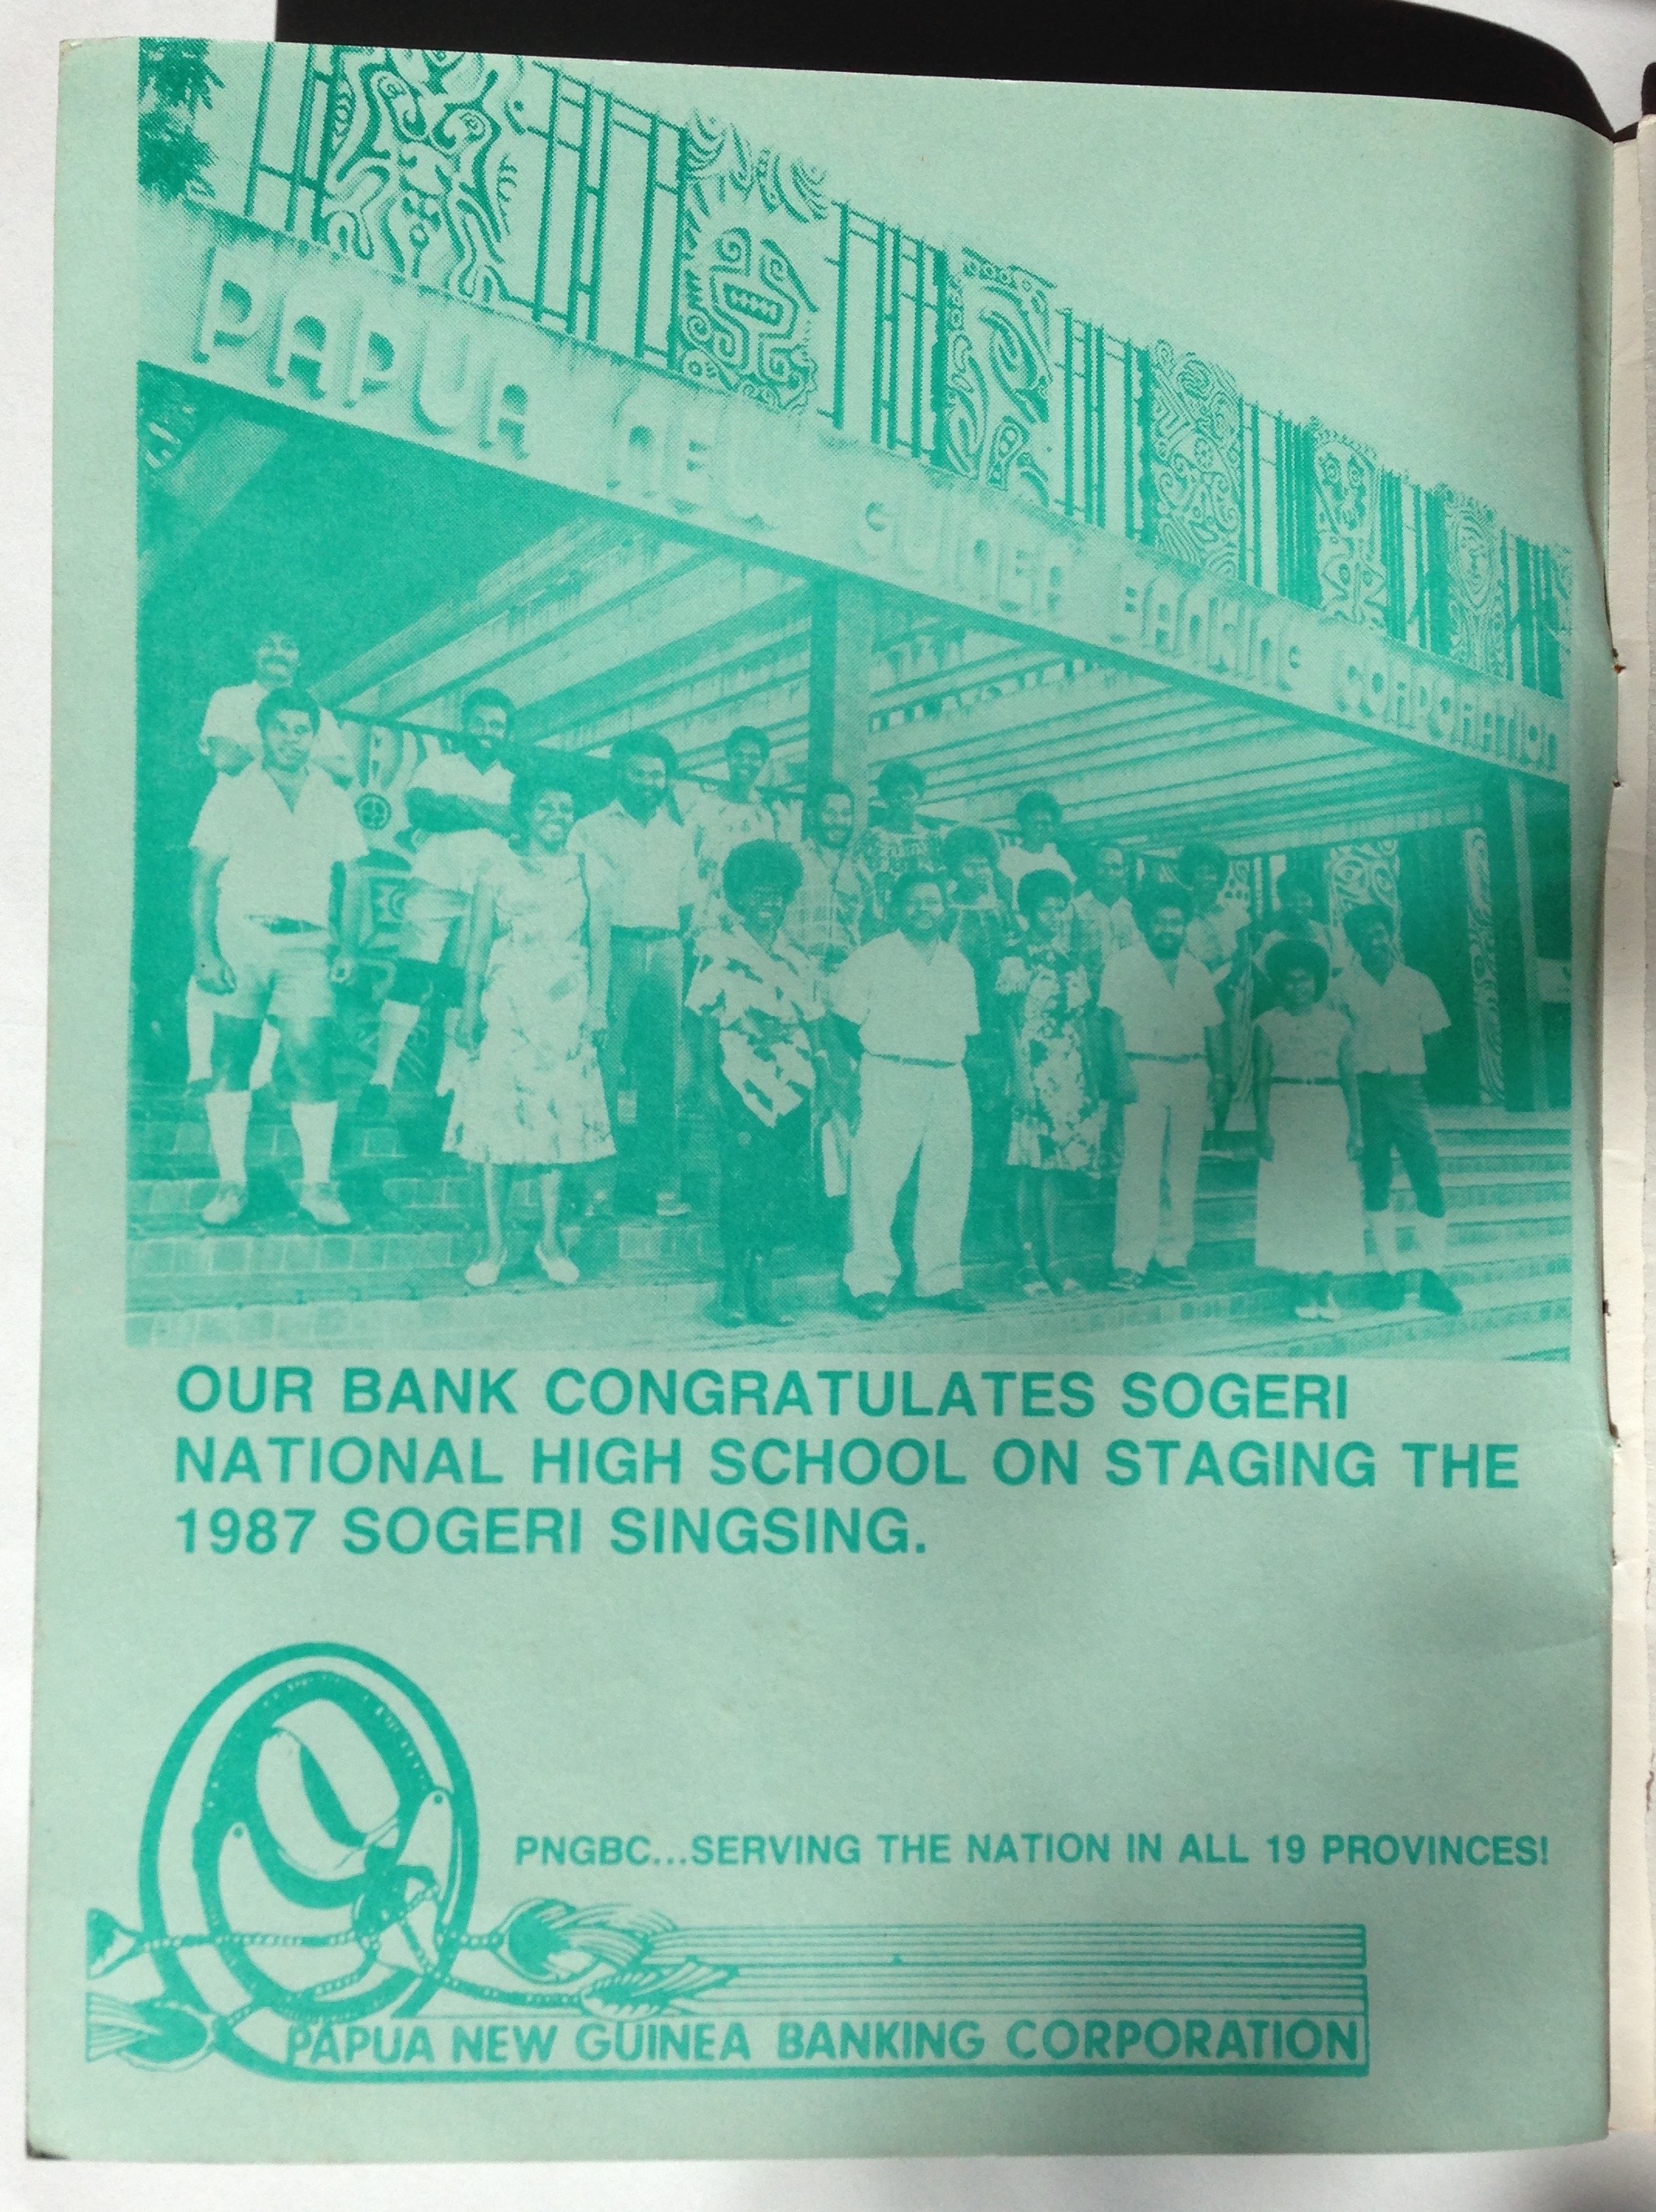 PAPUA NEW GUINEA BANKING CORPORATION
OUR BANK CONGRATULATES SOGERI
NATIONAL HIGH SCHOOL ON STAGING THE
1987 SOGERI SINGSING.
PNGBC...SERVING THE NATION IN ALL 19 PROVINCES!
PAPUA NEW GUINEA BANKING CORPORATION